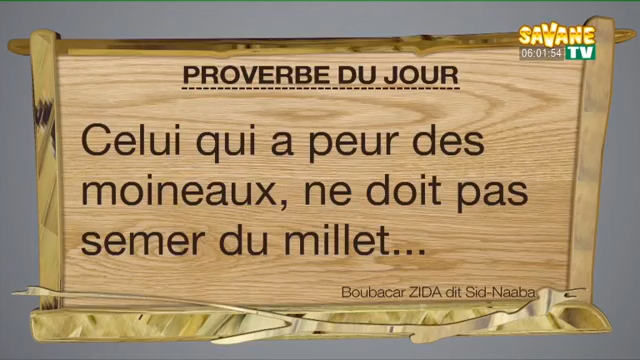 SAVANE
TV
06:01:54
PROVERBE DU JOUR
Celui qui a peur des
moineaux, ne doit pas
semer du millet...
Boubacar ZIDA dit Sid-Naaba